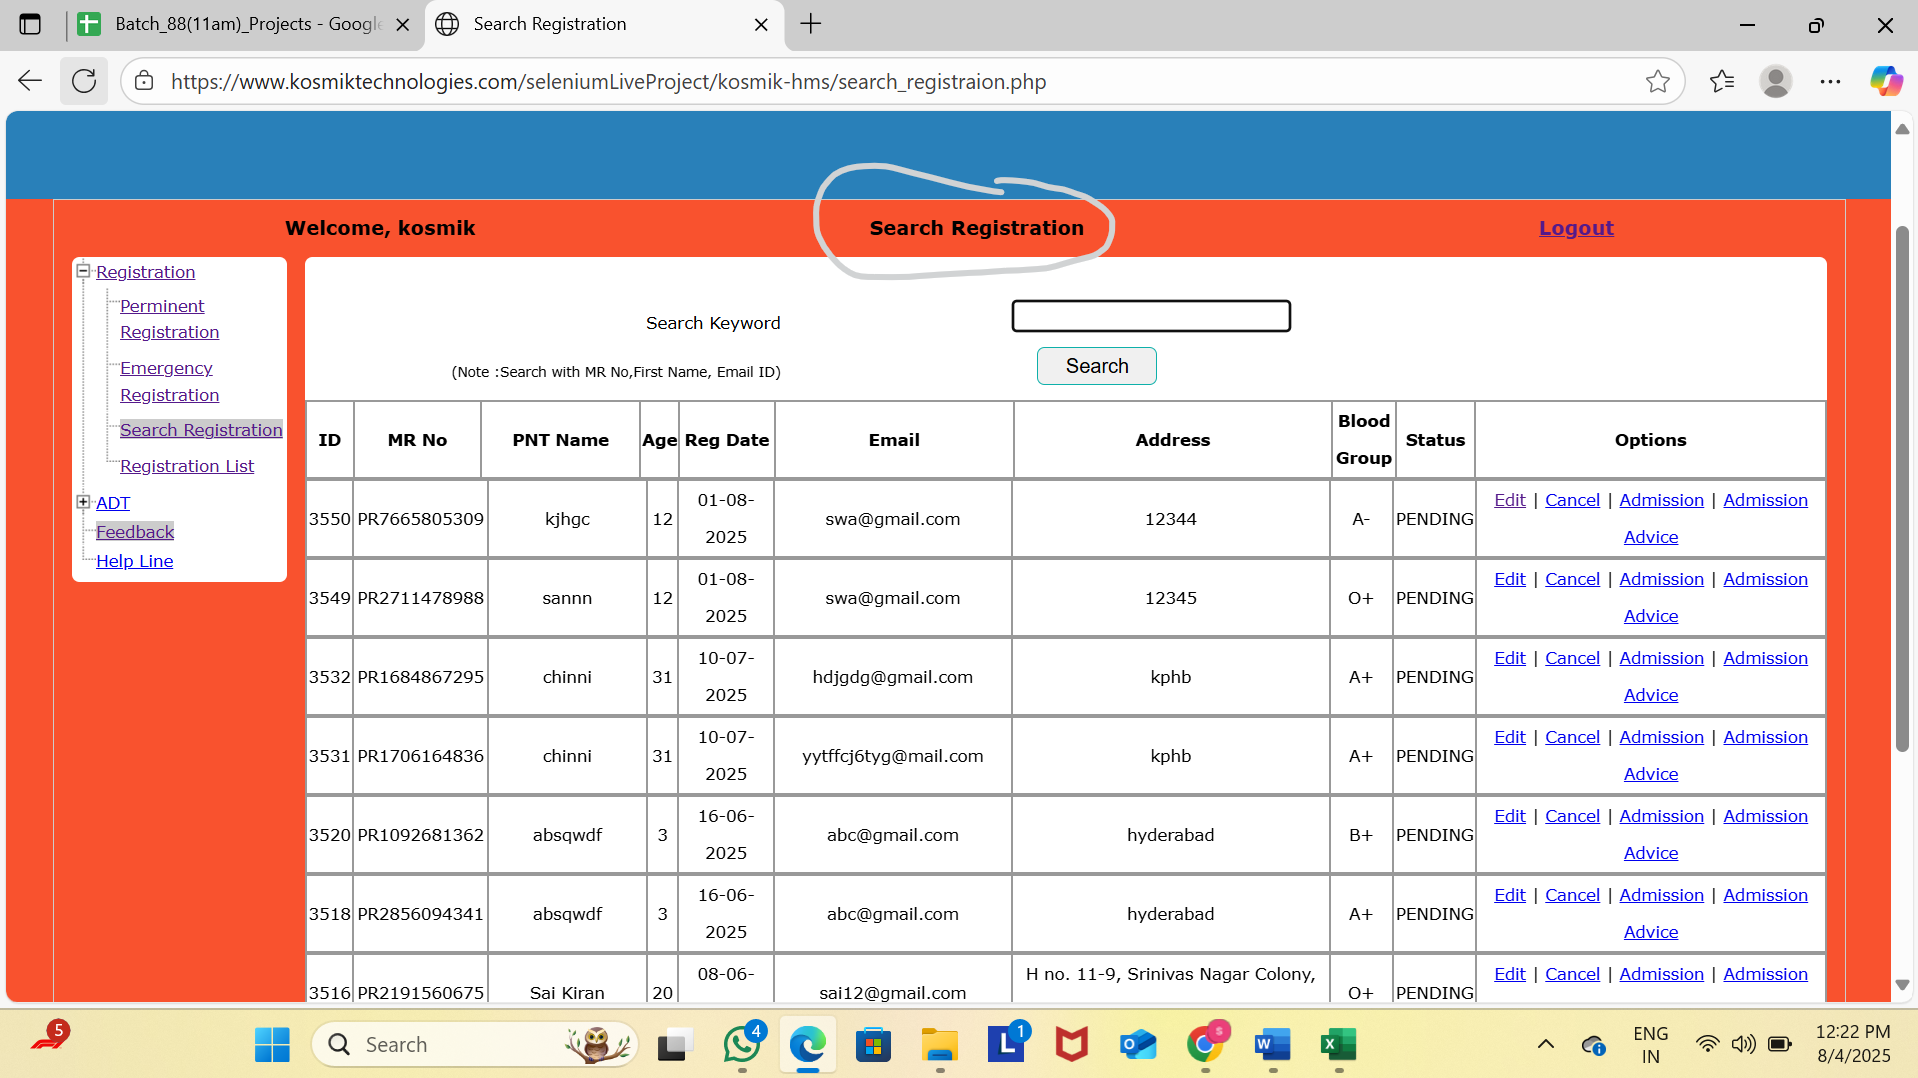 Batch_88(11am)_Projects - Google
Search Registration
https://www.kosmiktechnologies.com/seleniumLiveProject/kosmik-hms/search_registraion.php
Welcome, kosmik
Search Registration
Logout
Registration
Perminent
Registration
Emergency
Registration
Search Registration
Registration List
ADT
Feedback
Help Line
Search Keyword
(Note :Search with MR No,First Name, Email ID)
Search
ID MR No PNT Name Age Reg Date Email Address Blood Group Status Options
3550 PR7665805309 kjhgc 12 01-08-2025 swa@gmail.com 12344 A- PENDING Edit | Cancel | Admission | Admission Advice
3549 PR2711478988 sannn 12 01-08-2025 swa@gmail.com 12345 O+ PENDING Edit | Cancel | Admission | Admission Advice
3532 PR1684867295 chinni 31 10-07-2025 hdjgdg@gmail.com kphb A+ PENDING Edit | Cancel | Admission | Admission Advice
3531 PR1706164836 chinni 31 10-07-2025 yytffcj6tyg@mail.com kphb A+ PENDING Edit | Cancel | Admission | Admission Advice
3520 PR1092681362 absqwdf 3 16-06-2025 abc@gmail.com hyderabad B+ PENDING Edit | Cancel | Admission | Admission Advice
3518 PR2856094341 absqwdf 3 16-06-2025 abc@gmail.com hyderabad A+ PENDING Edit | Cancel | Admission | Admission Advice
3516 PR2191560675 Sai Kiran 20 08-06- sai12@gmail.com H no. 11-9, Srinivas Nagar Colony, O+ PENDING Edit | Cancel | Admission | Admission
5
Search
4
1
L
S
O
W
X
ENG
IN
12:22 PM
8/4/2025